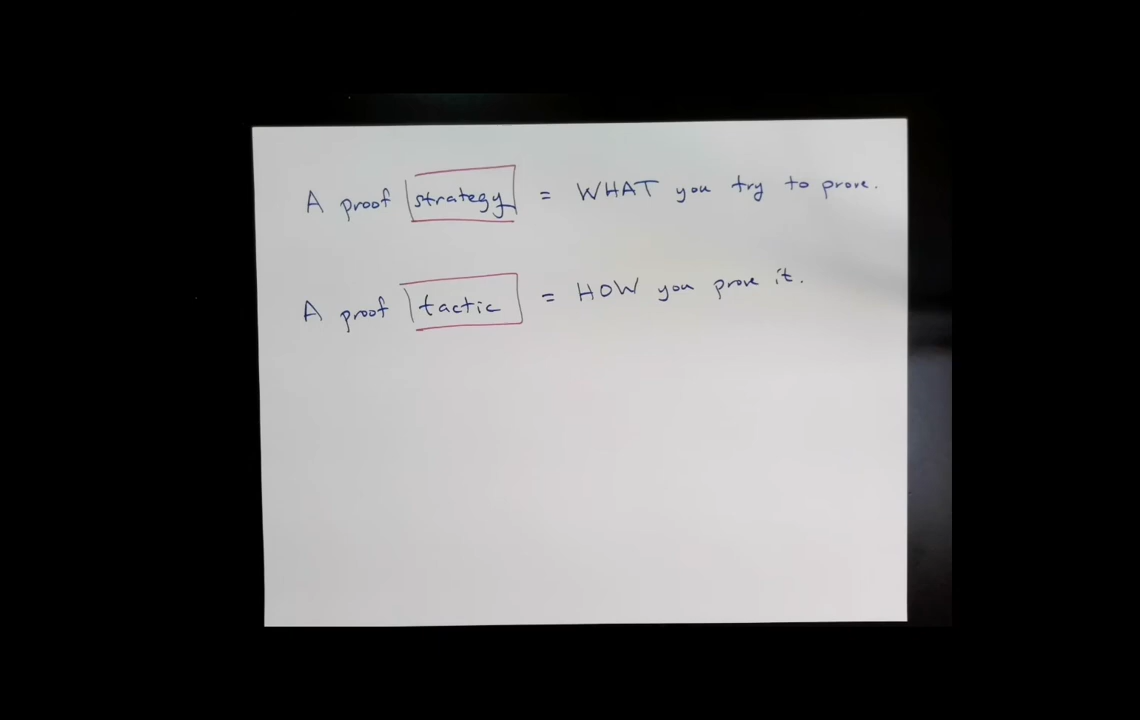 A proof strategy = WHAT you try to prove.
A proof tactic = HOW you prove it.